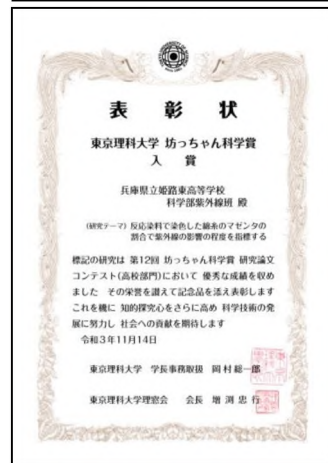 表彰状
東京理科大学 坊っちゃん科学賞
入 賞
兵庫県立姫路東高等学校
科学部紫外線班 殿
(研究テーマ) 反応染料で染色した綿糸のマゼンタの
割合で紫外線の影響の程度を指標する
標記の研究は 第12回 坊っちゃん科学賞 研究論文
コンテスト(高校部門)において 優秀な成績を収め
ました その栄誉を讃えて記念品を添え表彰します
これを機に 知的探究心をさらに高め 科学技術の発
展に努力し 社会への貢献を期待します
令和3年11月14日
東京理科大学 学長事務取扱 岡村総一郎
東京理科大学理窓会 会長 増渕忠行